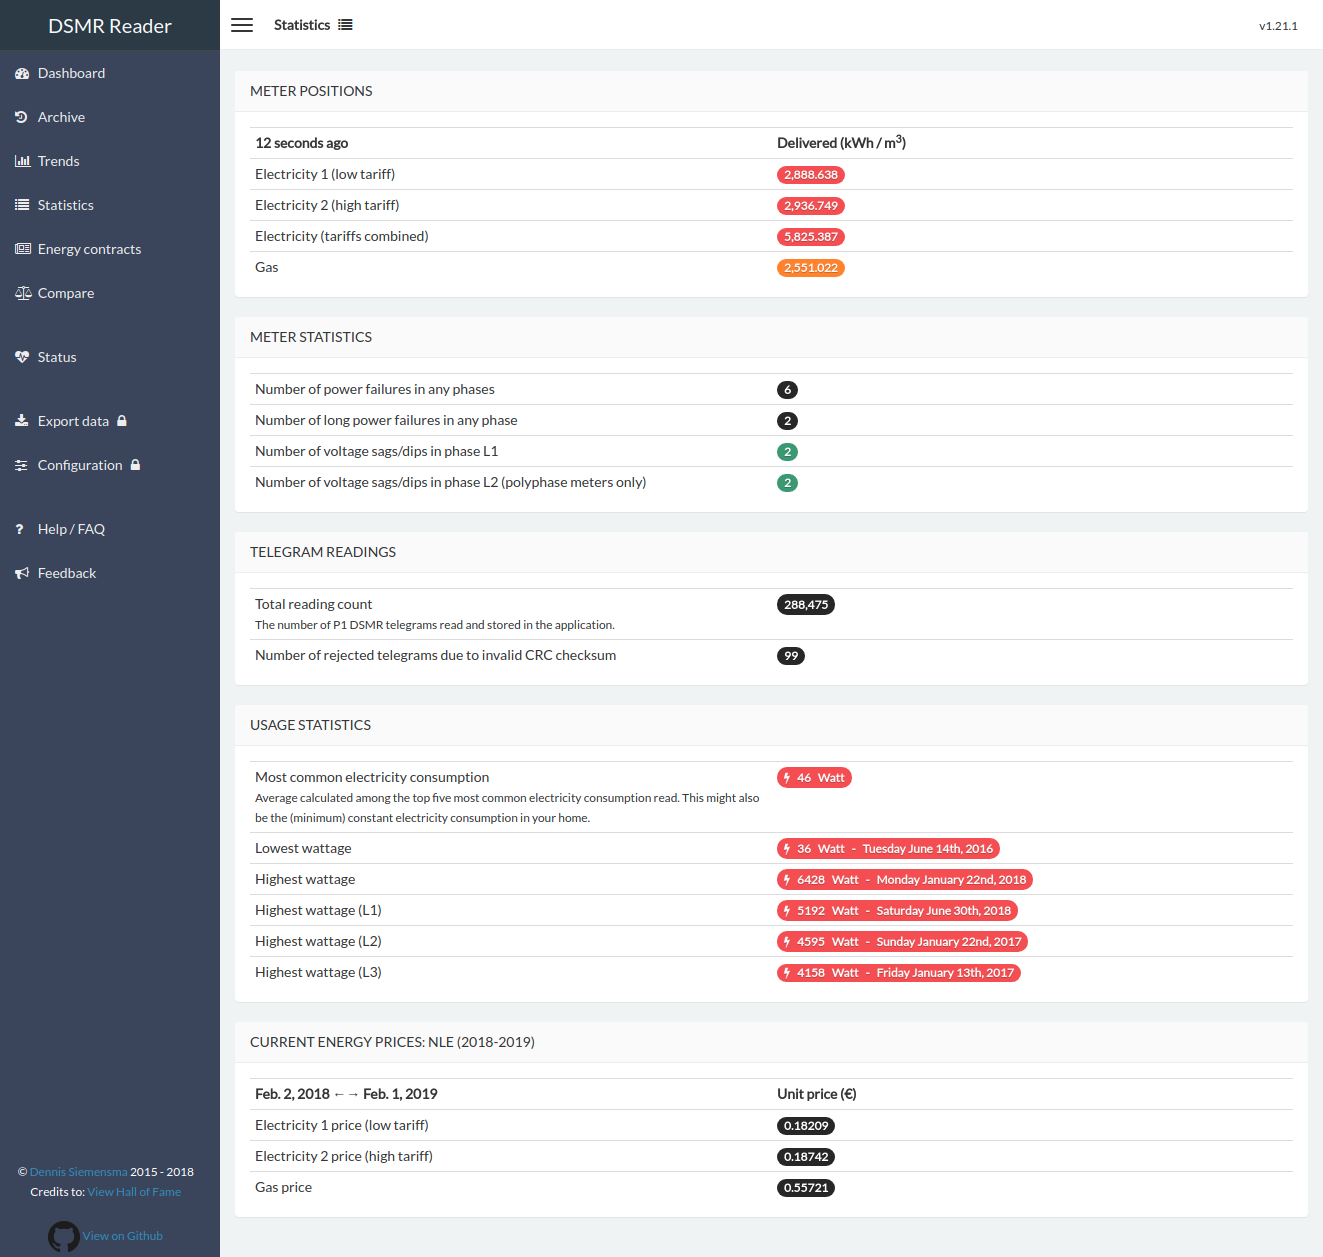 DSMR Reader
Statistics
v1.21.1
Dashboard
Archive
Trends
Statistics
Energy contracts
Compare
Status
Export data
Configuration
Help / FAQ
Feedback
© Dennis Siemensma 2015 - 2018
Credits to: View Hall of Fame
View on Github
METER POSITIONS
12 seconds ago Delivered (kWh / m³)
Electricity 1 (low tariff) 2,888.638
Electricity 2 (high tariff) 2,936.749
Electricity (tariffs combined) 5,825.387
Gas 2,551.022
METER STATISTICS
Number of power failures in any phases 6
Number of long power failures in any phase 2
Number of voltage sags/dips in phase L1 2
Number of voltage sags/dips in phase L2 (polyphase meters only) 2
TELEGRAM READINGS
Total reading count 288,475
The number of P1 DSMR telegrams read and stored in the application.
Number of rejected telegrams due to invalid CRC checksum 99
USAGE STATISTICS
Most common electricity consumption 46 Watt
Average calculated among the top five most common electricity consumption read. This might also
be the (minimum) constant electricity consumption in your home.
Lowest wattage 36 Watt - Tuesday June 14th, 2016
Highest wattage 6428 Watt - Monday January 22nd, 2018
Highest wattage (L1) 5192 Watt - Saturday June 30th, 2018
Highest wattage (L2) 4595 Watt - Sunday January 22nd, 2017
Highest wattage (L3) 4158 Watt - Friday January 13th, 2017
CURRENT ENERGY PRICES: NLE (2018-2019)
Feb. 2, 2018 ←→ Feb. 1, 2019 Unit price (€)
Electricity 1 price (low tariff) 0.18209
Electricity 2 price (high tariff) 0.18742
Gas price 0.55721